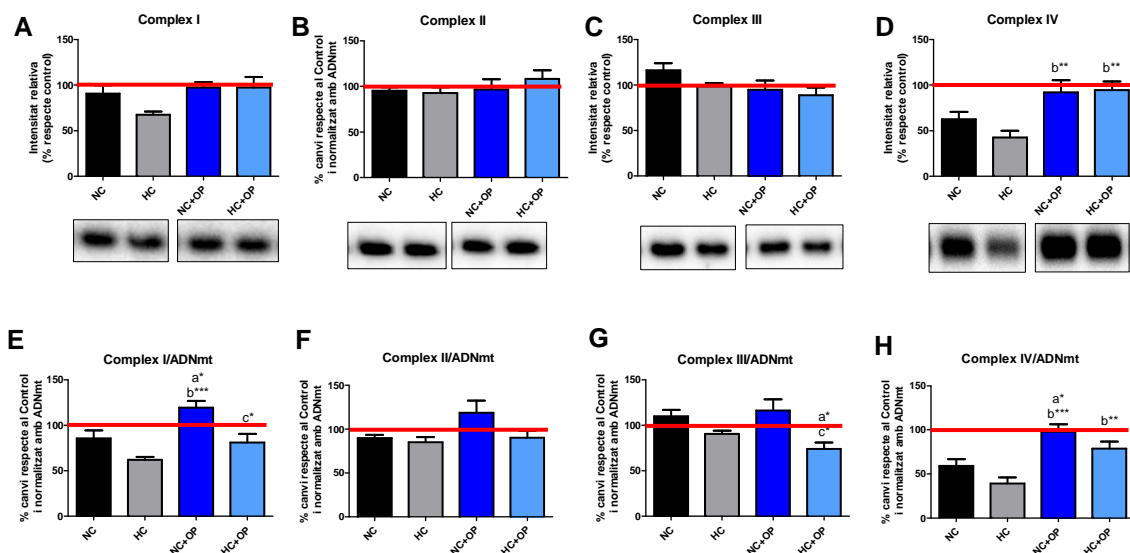 A
Complex I
Intensitat relativa
(% respecte control)
150
100
50
0
NC
HC
NC+OP
HC+OP
B
Complex II
% canvi respecte al Control
i normalitzat amb ADNmt
150
100
50
0
NC
HC
NC+OP
HC+OP
C
Complex III
Intensitat relativa
(% respecte control)
150
100
50
0
NC
HC
NC+OP
HC+OP
D
Complex IV
Intensitat relativa
(% respecte control)
150
100
50
0
b**
b**
NC
HC
NC+OP
HC+OP
E
Complex I/ADNmt
% canvi respecte al Control
i normalitzat amb ADNmt
150
100
50
0
a*
b***
c*
NC
HC
NC+OP
HC+OP
F
Complex II/ADNmt
% canvi respecte al Control
i normalitzat amb ADNmt
150
100
50
0
NC
HC
NC+OP
HC+OP
G
Complex III/ADNmt
% canvi respecte al Control
i normalitzat amb ADNmt
150
100
50
0
a*
c*
NC
HC
NC+OP
HC+OP
H
Complex IV/ADNmt
% canvi respecte al Control
i normalitzat amb ADNmt
150
100
50
0
a*
b***
b**
NC
HC
NC+OP
HC+OP